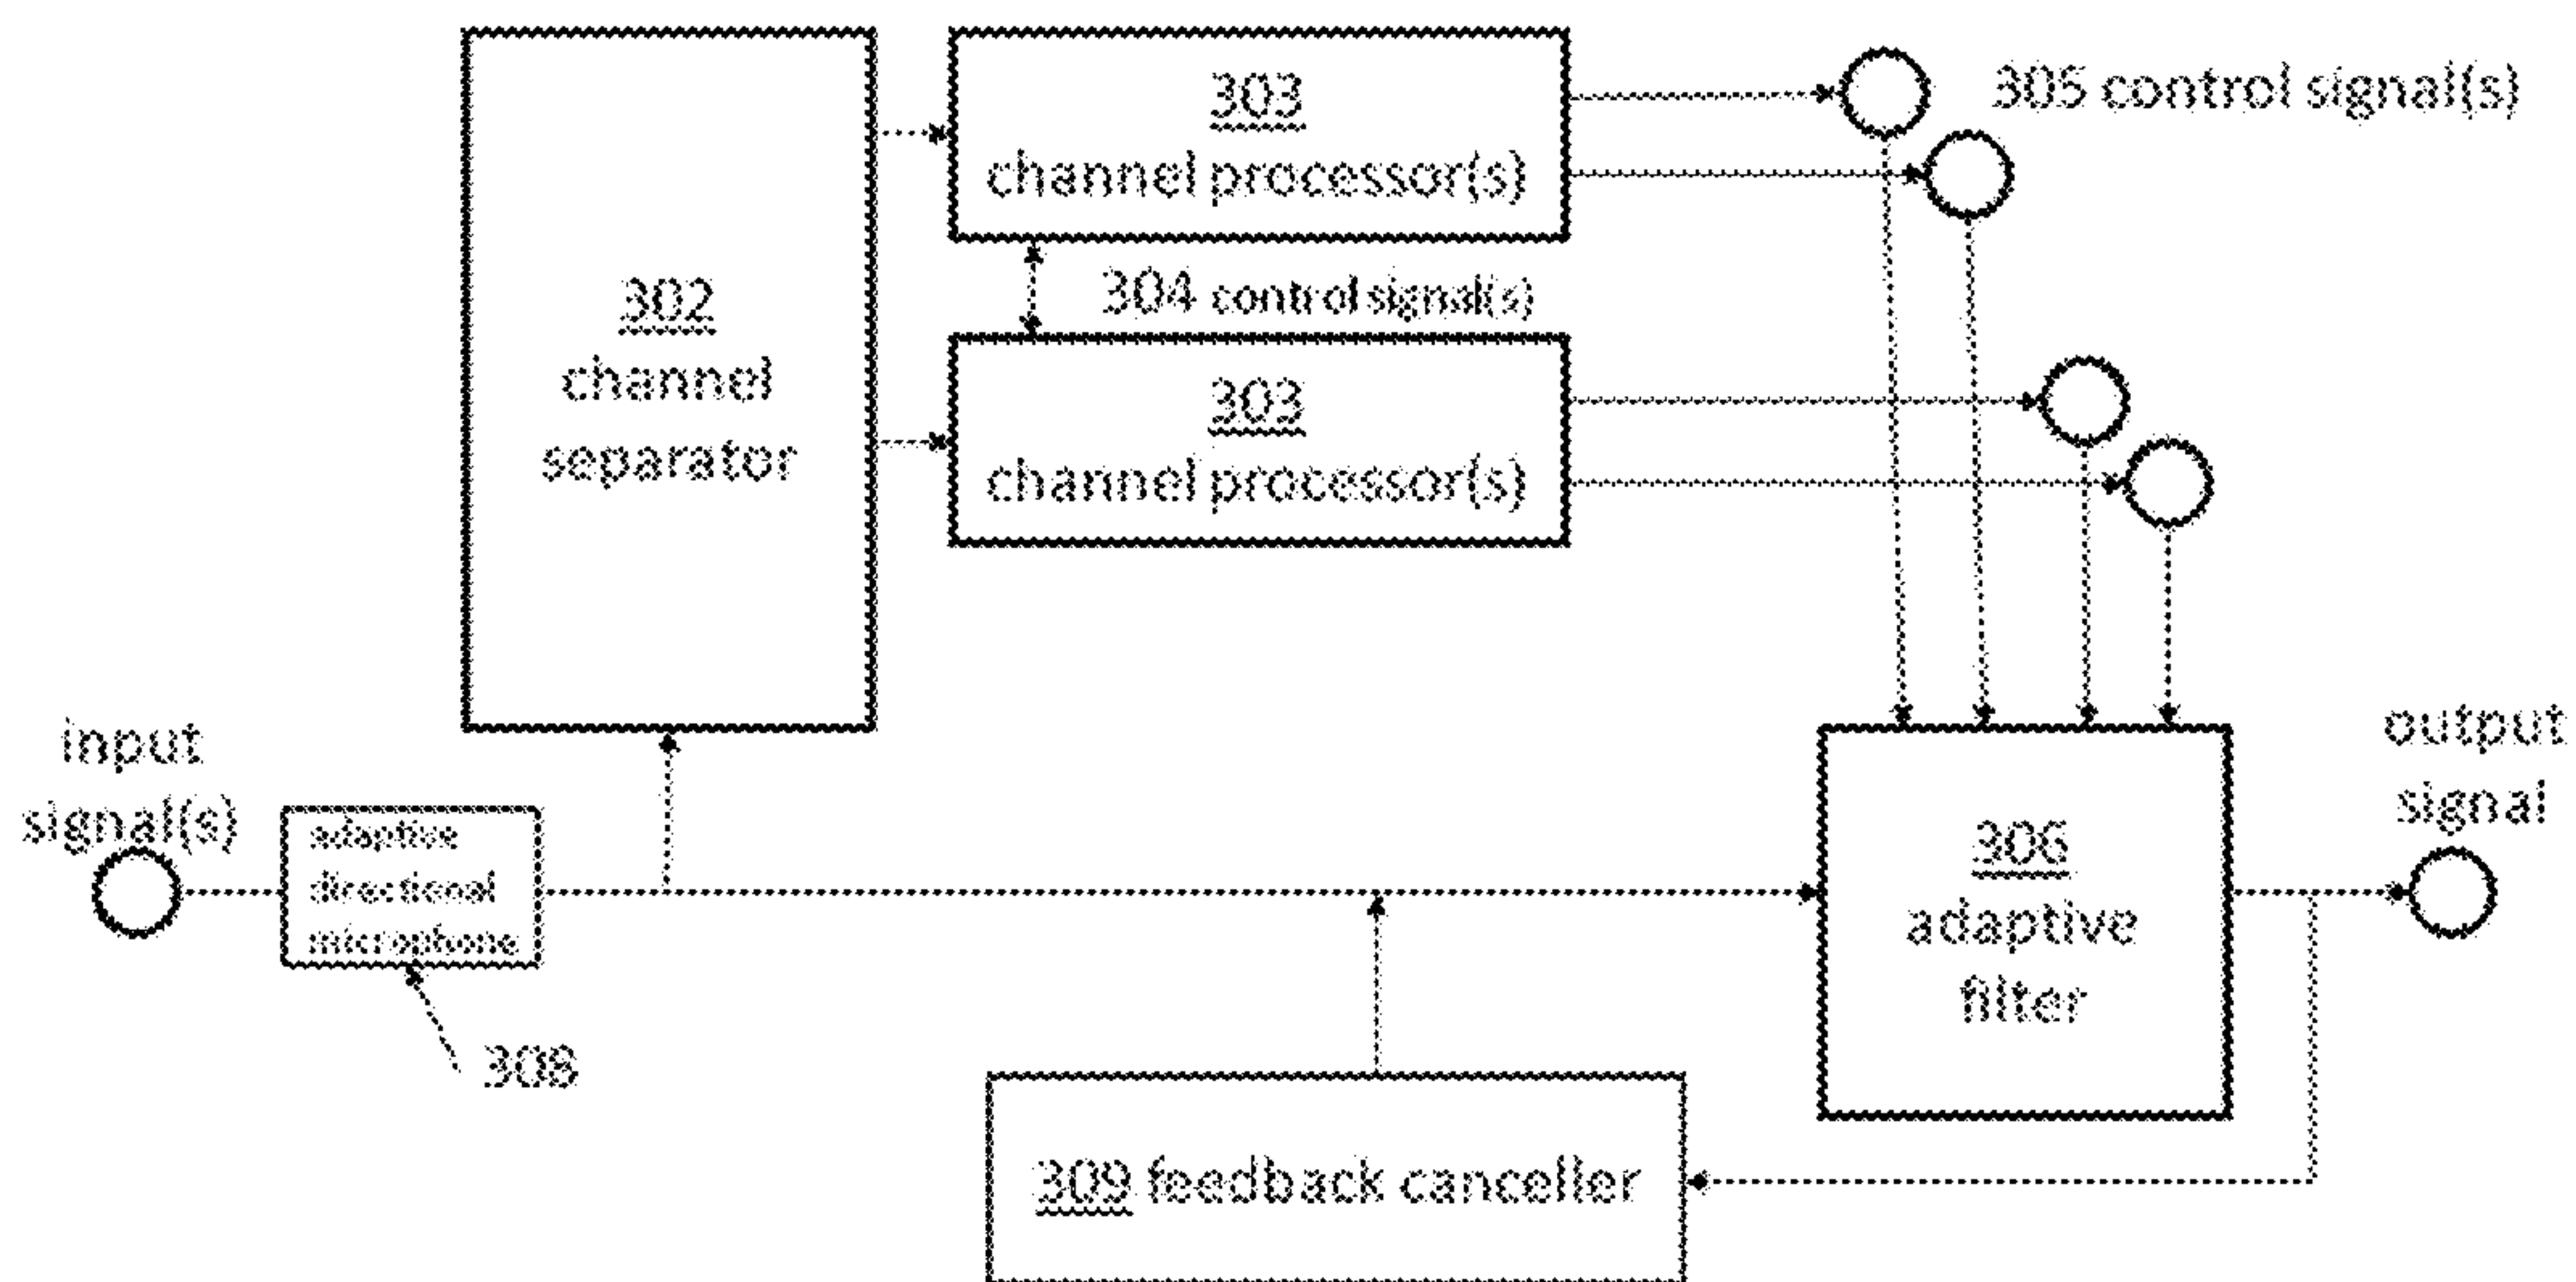 303
channel processor(s)
305 control signal(s)
302
channel
separator
304 control signal(s)
303
channel processor(s)
input
signal(s)
adaptive
directional
microphone
308
306
adaptive
filter
output
signal
309 feedback canceller